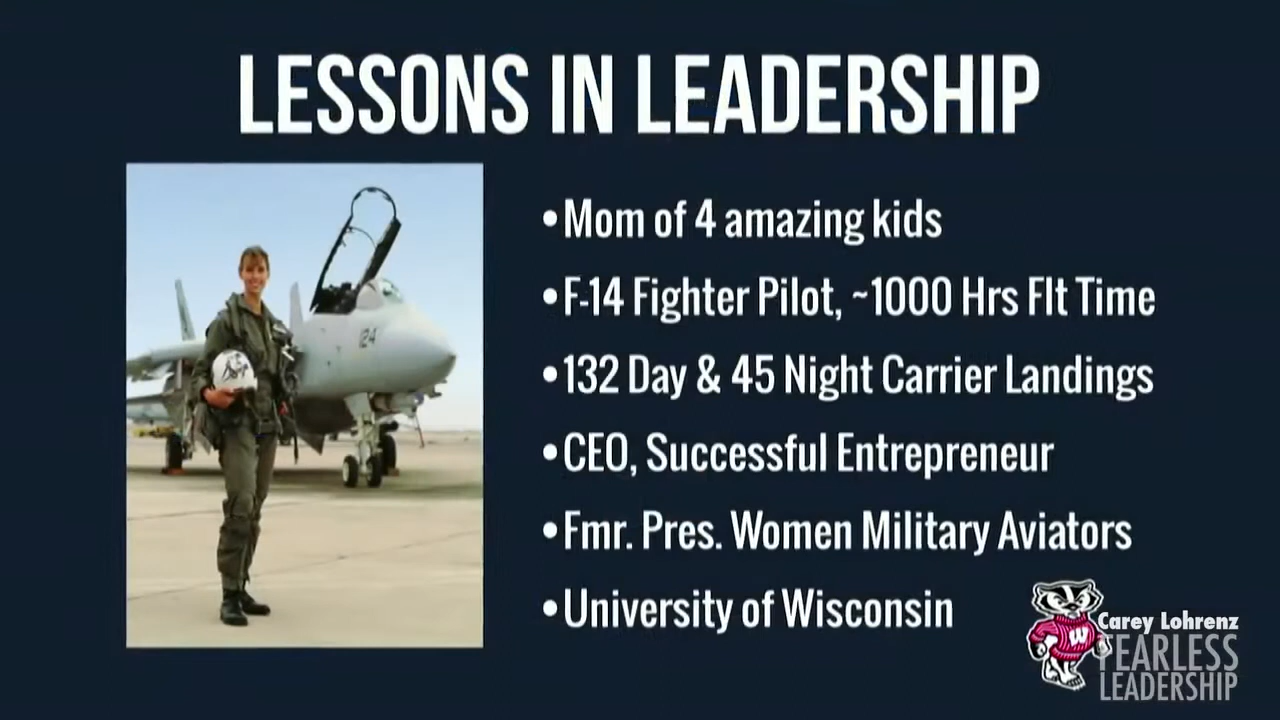 LESSONS IN LEADERSHIP
124
•Mom of 4 amazing kids
•F-14 Fighter Pilot, ~1000 Hrs Flt Time
•132 Day & 45 Night Carrier Landings
•CEO, Successful Entrepreneur
•Fmr. Pres. Women Military Aviators
•University of Wisconsin
W
Carey Lohrenz
FEARLESS
LEADERSHIP